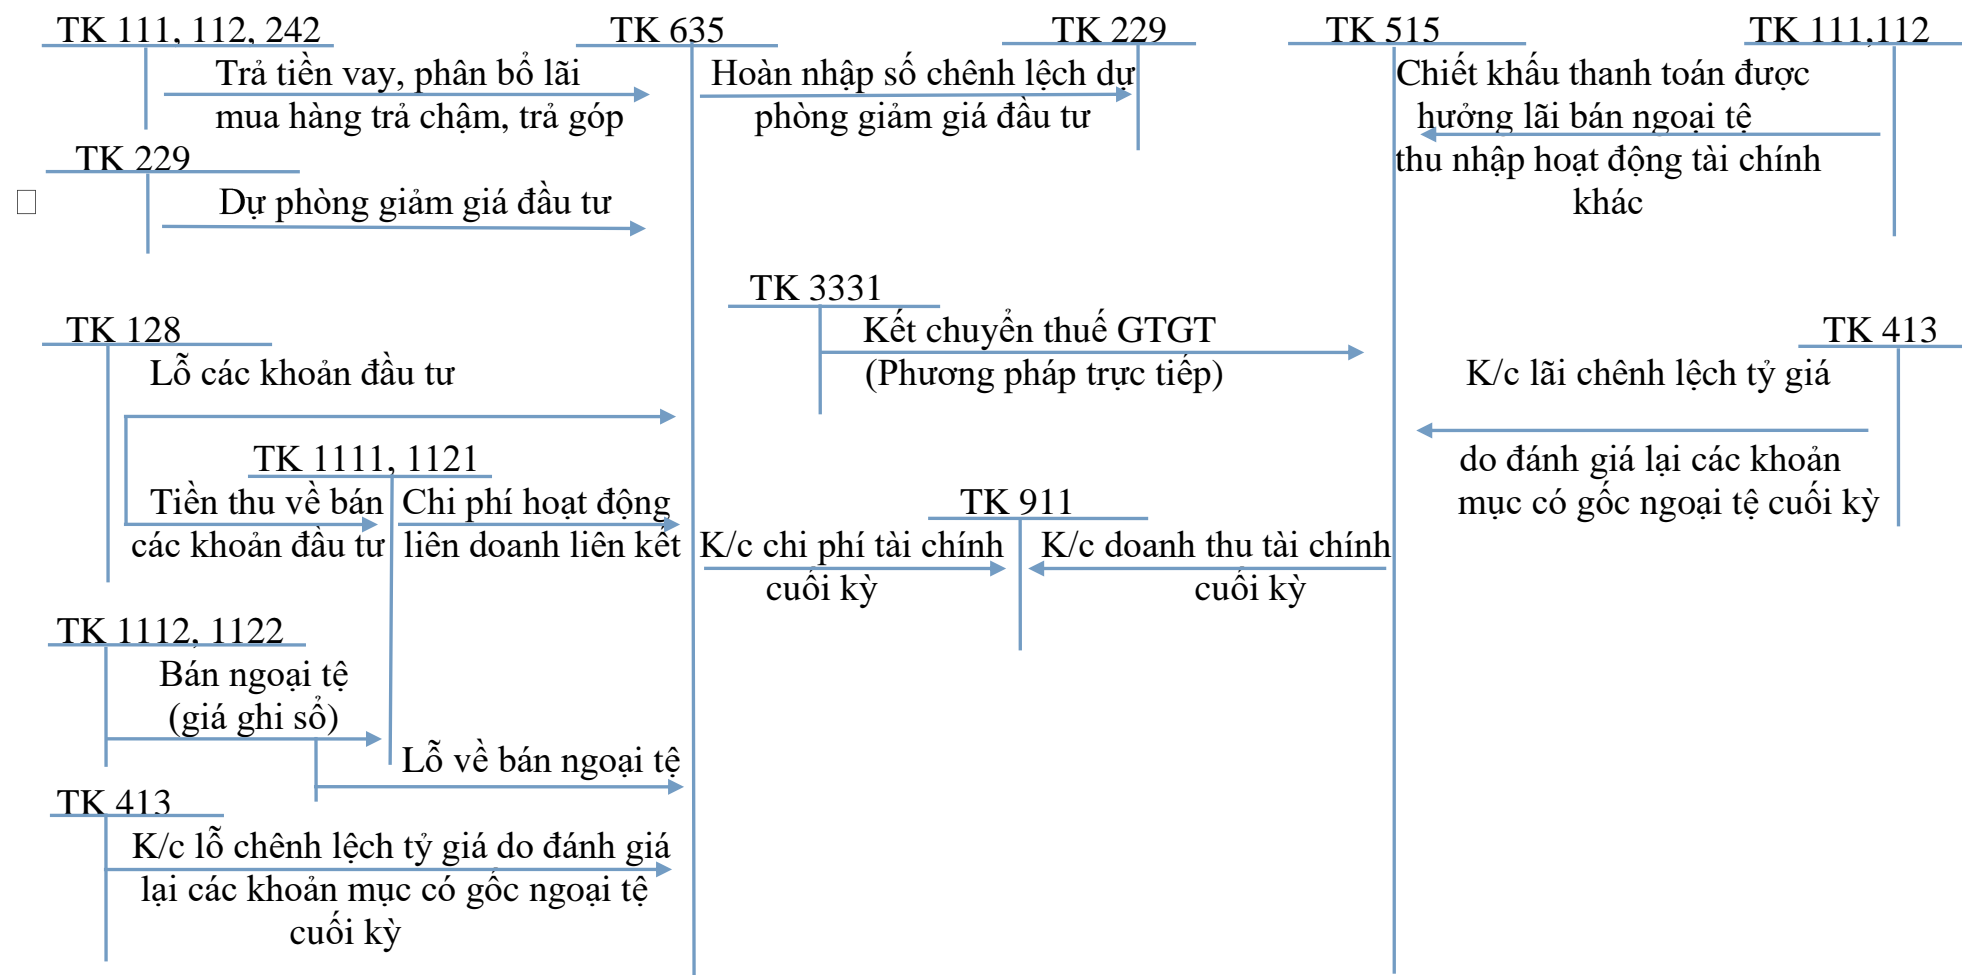 TK 111, 112, 242
TK 635
TK 229
TK 515
TK 111,112
Trả tiền vay, phân bổ lãi
mua hàng trả chậm, trả góp
Hoàn nhập số chênh lệch dự
phòng giảm giá đầu tư
Chiết khấu thanh toán được
hưởng lãi bán ngoại tệ
thu nhập hoạt động tài chính
khác
TK 229
Dự phòng giảm giá đầu tư
TK 3331
Kết chuyển thuế GTGT
(Phương pháp trực tiếp)
TK 128
Lỗ các khoản đầu tư
TK 413
K/c lãi chênh lệch tỷ giá
do đánh giá lại các khoản
mục có gốc ngoại tệ cuối kỳ
TK 1111, 1121
Tiền thu về bán
các khoản đầu tư
Chi phí hoạt động
liên doanh liên kết
TK 911
K/c chi phí tài chính
cuối kỳ
K/c doanh thu tài chính
cuối kỳ
TK 1112, 1122
Bán ngoại tệ
(giá ghi sổ)
Lỗ về bán ngoại tệ
TK 413
K/c lỗ chênh lệch tỷ giá do đánh giá
lại các khoản mục có gốc ngoại tệ
cuối kỳ